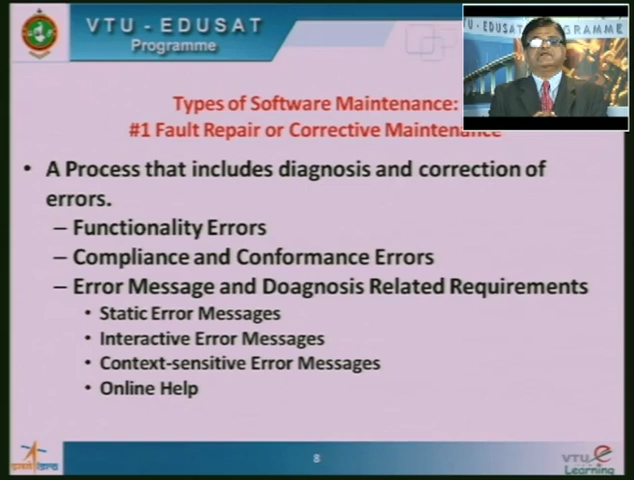 VTU - EDUSAT
Programme
U - EDUSAT PROGRAMME
Types of Software Maintenance:
#1 Fault Repair or Corrective Maintenance
• A Process that includes diagnosis and correction of
errors.
– Functionality Errors
– Compliance and Conformance Errors
– Error Message and Doagnosis Related Requirements
• Static Error Messages
• Interactive Error Messages
• Context-sensitive Error Messages
• Online Help
8
VTU e
Learning